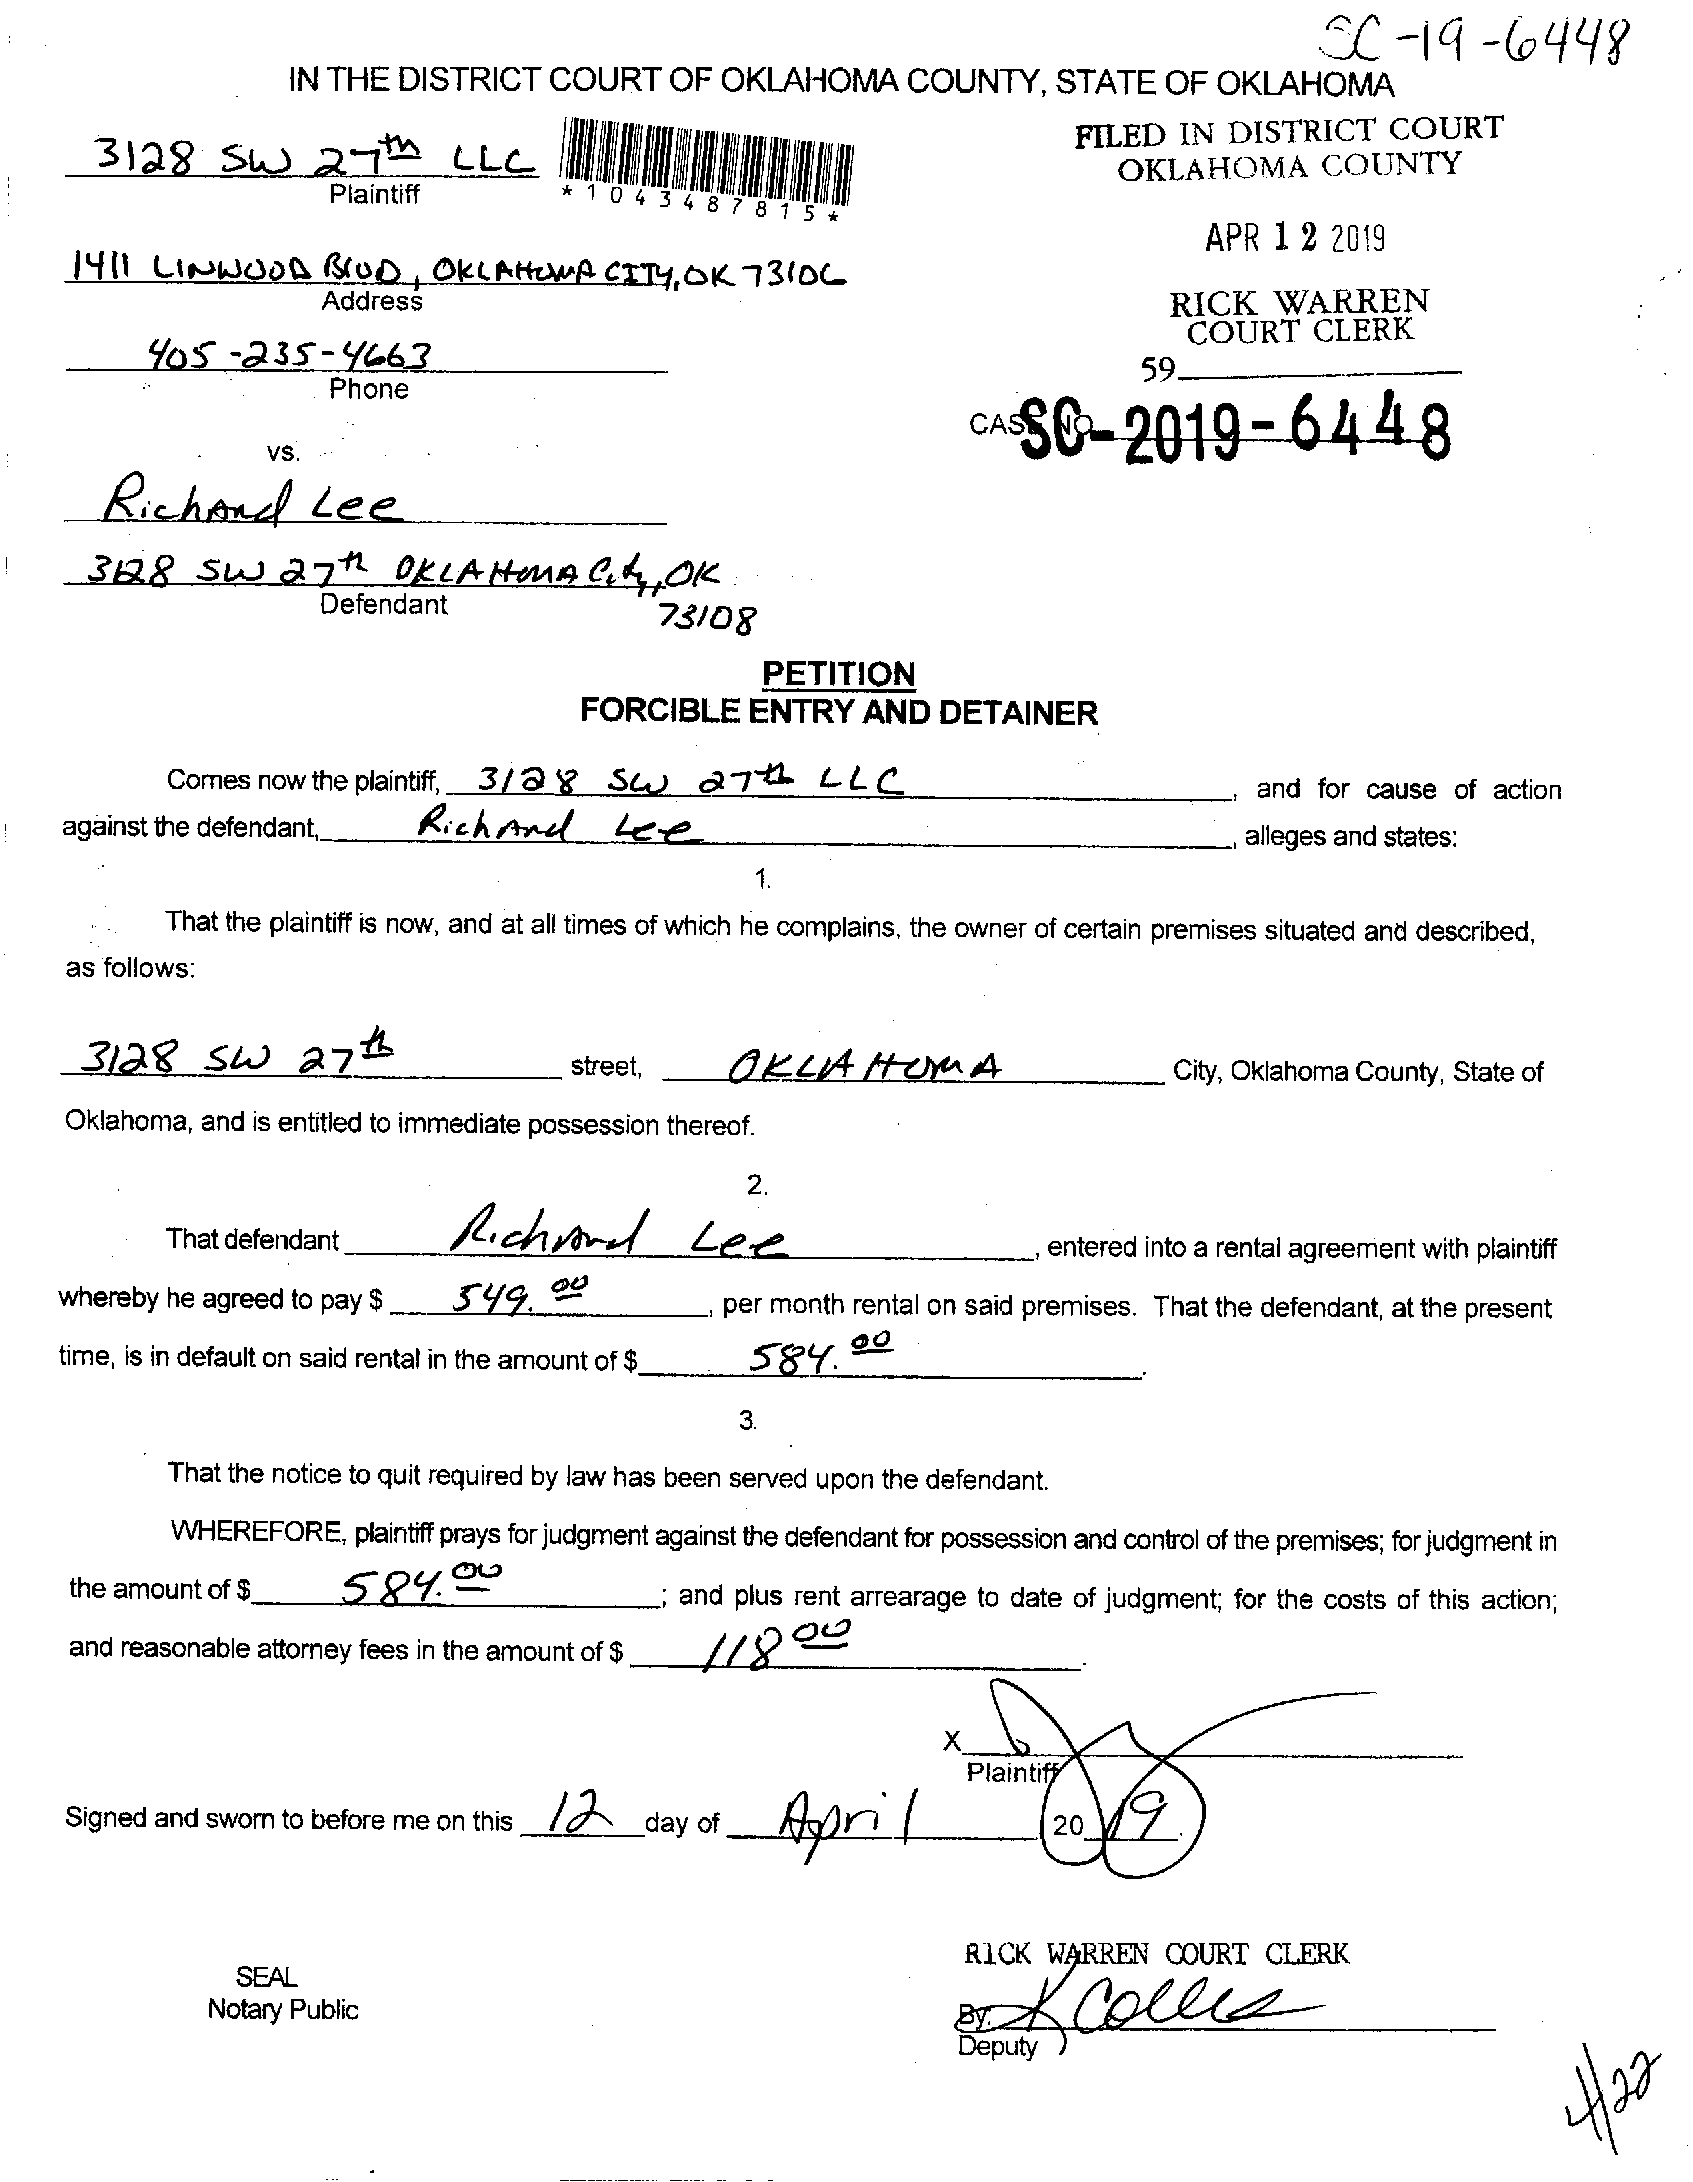 SC-19-6448
IN THE DISTRICT COURT OF OKLAHOMA COUNTY, STATE OF OKLAHOMA
3128 SW 27th LLC
Plaintiff
*1043487815*
FILED IN DISTRICT COURT
OKLAHOMA COUNTY
APR 12 2019
RICK WARREN
COURT CLERK
59
1411 LINWOOD BLVD, OKLAHOMA CITY, OK 73106
Address
405-235-4663
Phone
CASE NO. SC-2019-6448
vs.
Richard Lee
3128 SW 27th OKLAHOMA City, OK
73108
Defendant
PETITION
FORCIBLE ENTRY AND DETAINER
Comes now the plaintiff, 3128 SW 27th LLC, and for cause of action
against the defendant, Richard Lee, alleges and states:
1.
That the plaintiff is now, and at all times of which he complains, the owner of certain premises situated and described,
as follows:
3128 SW 27th street, OKLAHOMA City, Oklahoma County, State of
Oklahoma, and is entitled to immediate possession thereof.
2.
That defendant Richard Lee, entered into a rental agreement with plaintiff
whereby he agreed to pay $ 549.00, per month rental on said premises. That the defendant, at the present
time, is in default on said rental in the amount of $ 584.00.
3.
That the notice to quit required by law has been served upon the defendant.
WHEREFORE, plaintiff prays for judgment against the defendant for possession and control of the premises; for judgment in
the amount of $ 584.00; and plus rent arrearage to date of judgment; for the costs of this action;
and reasonable attorney fees in the amount of $ 118 00.
X
Plaintiff
Signed and sworn to before me on this 12 day of April 20 19.
RICK WARREN COURT CLERK
SEAL
Notary Public
By: K Colles
Deputy
4/22